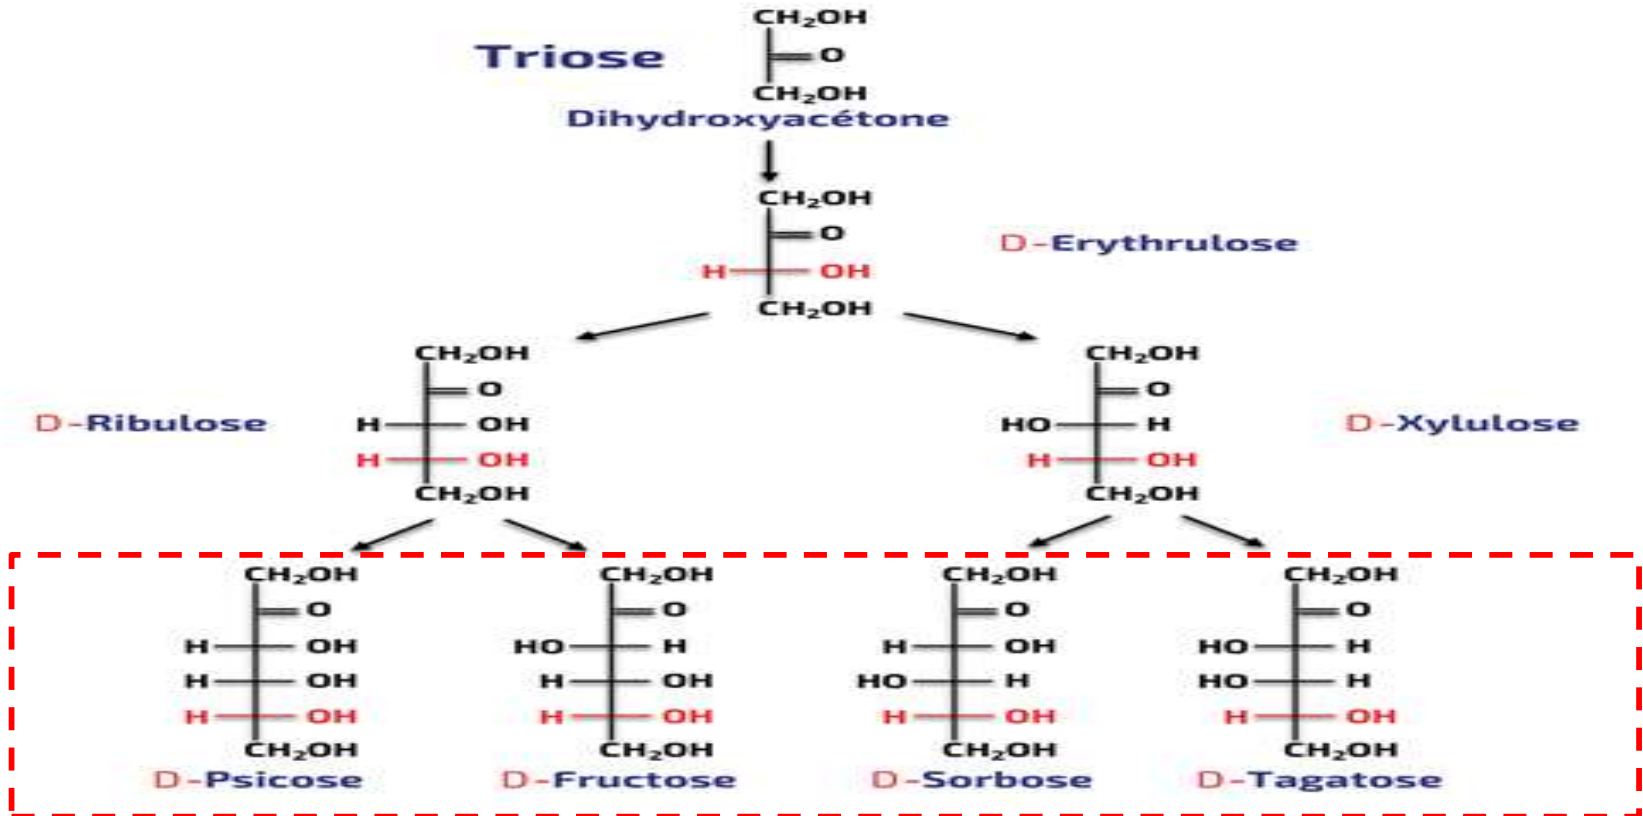 CH₂OH
Triose
O
CH₂OH
Dihydroxyacétone
CH₂OH
O
D-Erythrulose
H OH
CH₂OH
CH₂OH
O
D-Ribulose
H OH
H OH
CH₂OH
CH₂OH
O
HO H
D-Xylulose
H OH
CH₂OH
CH₂OH
O
H OH
H OH
H OH
CH₂OH
D-Psicose
CH₂OH
O
HO H
H OH
H OH
CH₂OH
D-Fructose
CH₂OH
O
H OH
HO H
H OH
CH₂OH
D-Sorbose
CH₂OH
O
HO H
HO H
H OH
CH₂OH
D-Tagatose